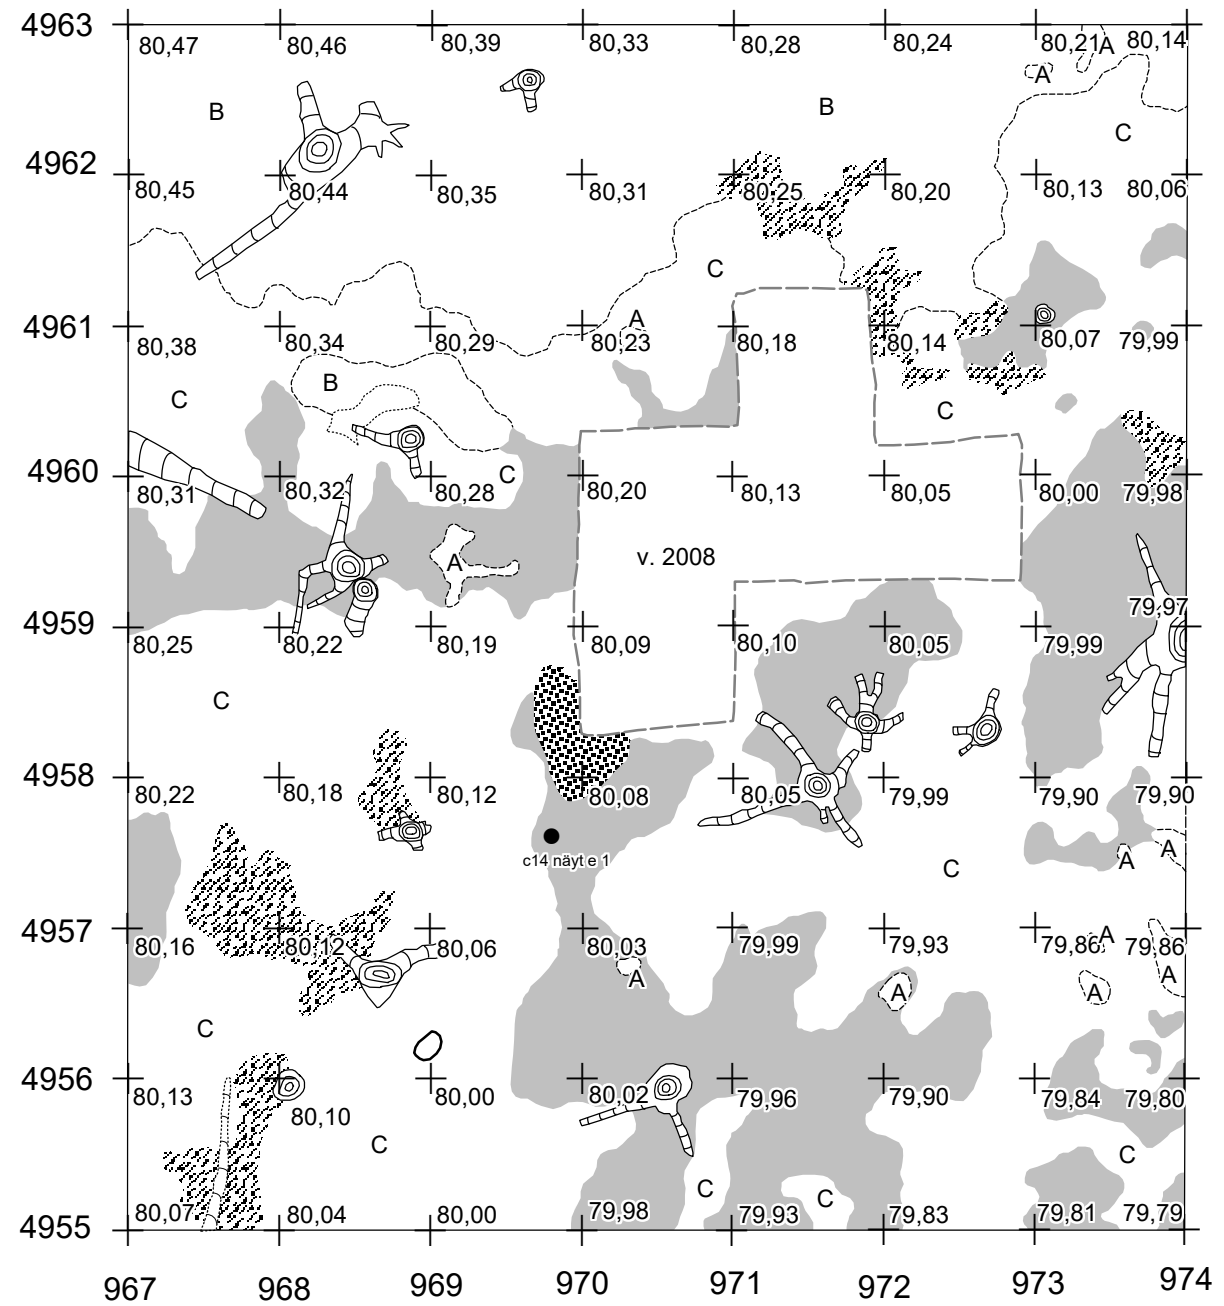 4963
80,47 80,46 80,39 80,33 80,28 80,24 80,21 A 80,14
A
B B
C
4962
80,45 80,44 80,35 80,31 80,25 80,20 80,13 80,06
C
A
4961
80,38 80,34 80,29 80,23 80,18 80,14 80,07 79,99
B
C C
C
4960
80,31 80,32 80,28 80,20 80,13 80,05 80,00 79,98
A v. 2008
79,97
4959
80,25 80,22 80,19 80,09 80,10 80,05 79,99
C
4958
80,22 80,18 80,12 80,08 80,05 79,99 79,90 79,90
c14 näyt e 1
A A
C
4957
80,16 80,12 80,06 80,03 79,99 79,93 79,86 A 79,86
A A A A
C
4956
80,13 80,10 80,00 80,02 79,96 79,90 79,84 79,80
C C
C C
4955
80,07 80,04 80,00 79,98 79,93 79,83 79,81 79,79
967 968 969 970 971 972 973 974